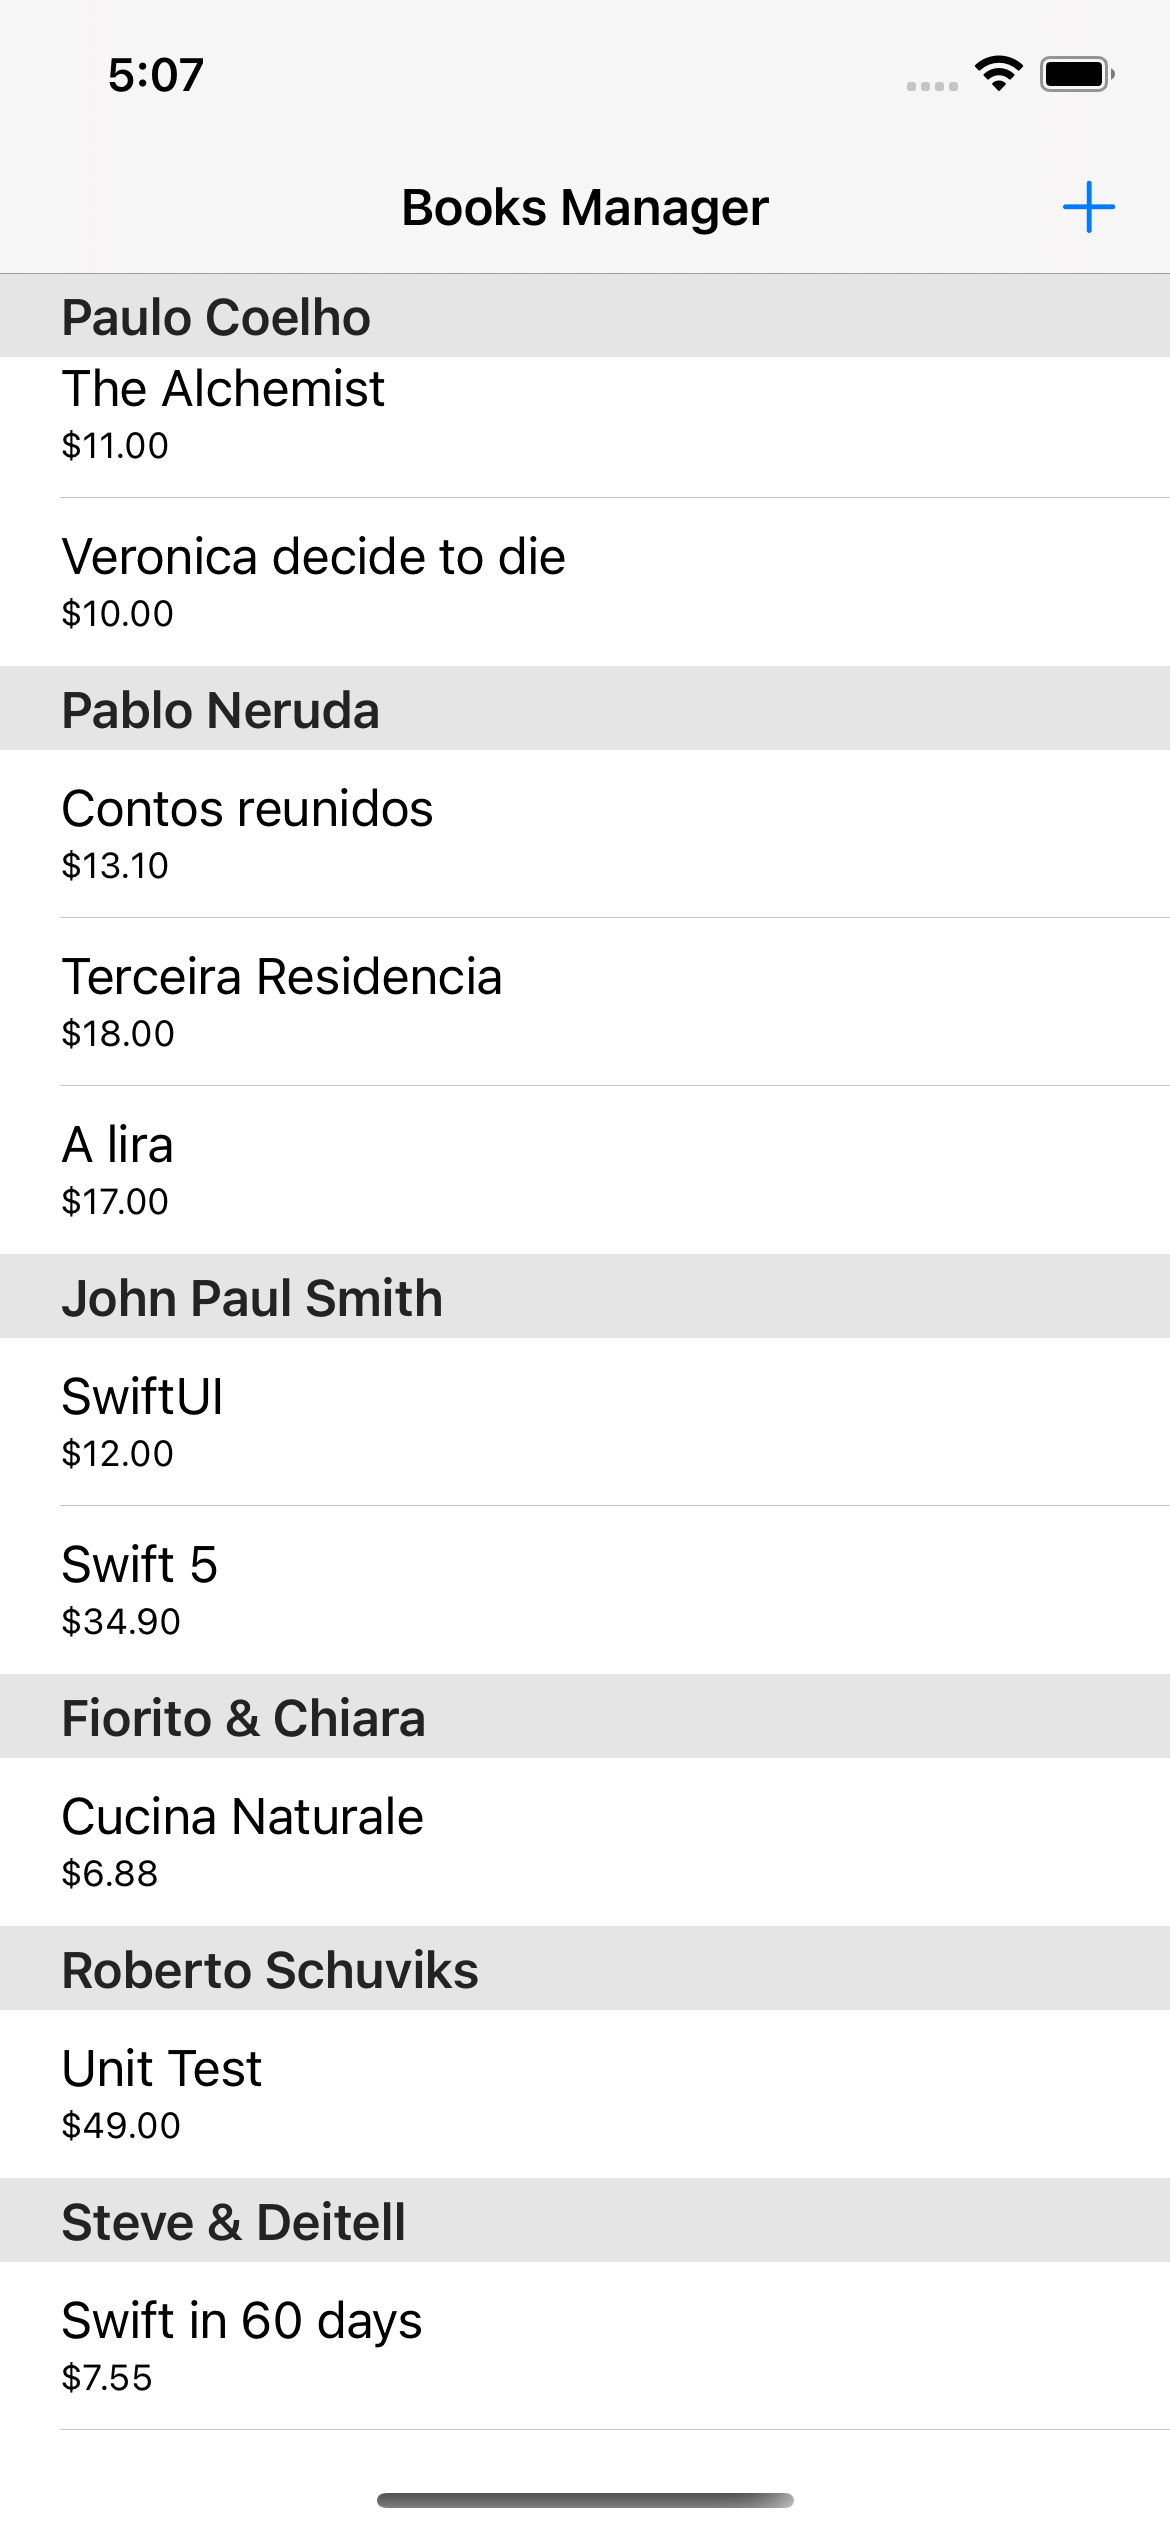 5:07
Books Manager
Paulo Coelho
The Alchemist
$11.00
Veronica decide to die
$10.00
Pablo Neruda
Contos reunidos
$13.10
Terceira Residencia
$18.00
A lira
$17.00
John Paul Smith
SwiftUI
$12.00
Swift 5
$34.90
Fiorito & Chiara
Cucina Naturale
$6.88
Roberto Schuviks
Unit Test
$49.00
Steve & Deitell
Swift in 60 days
$7.55